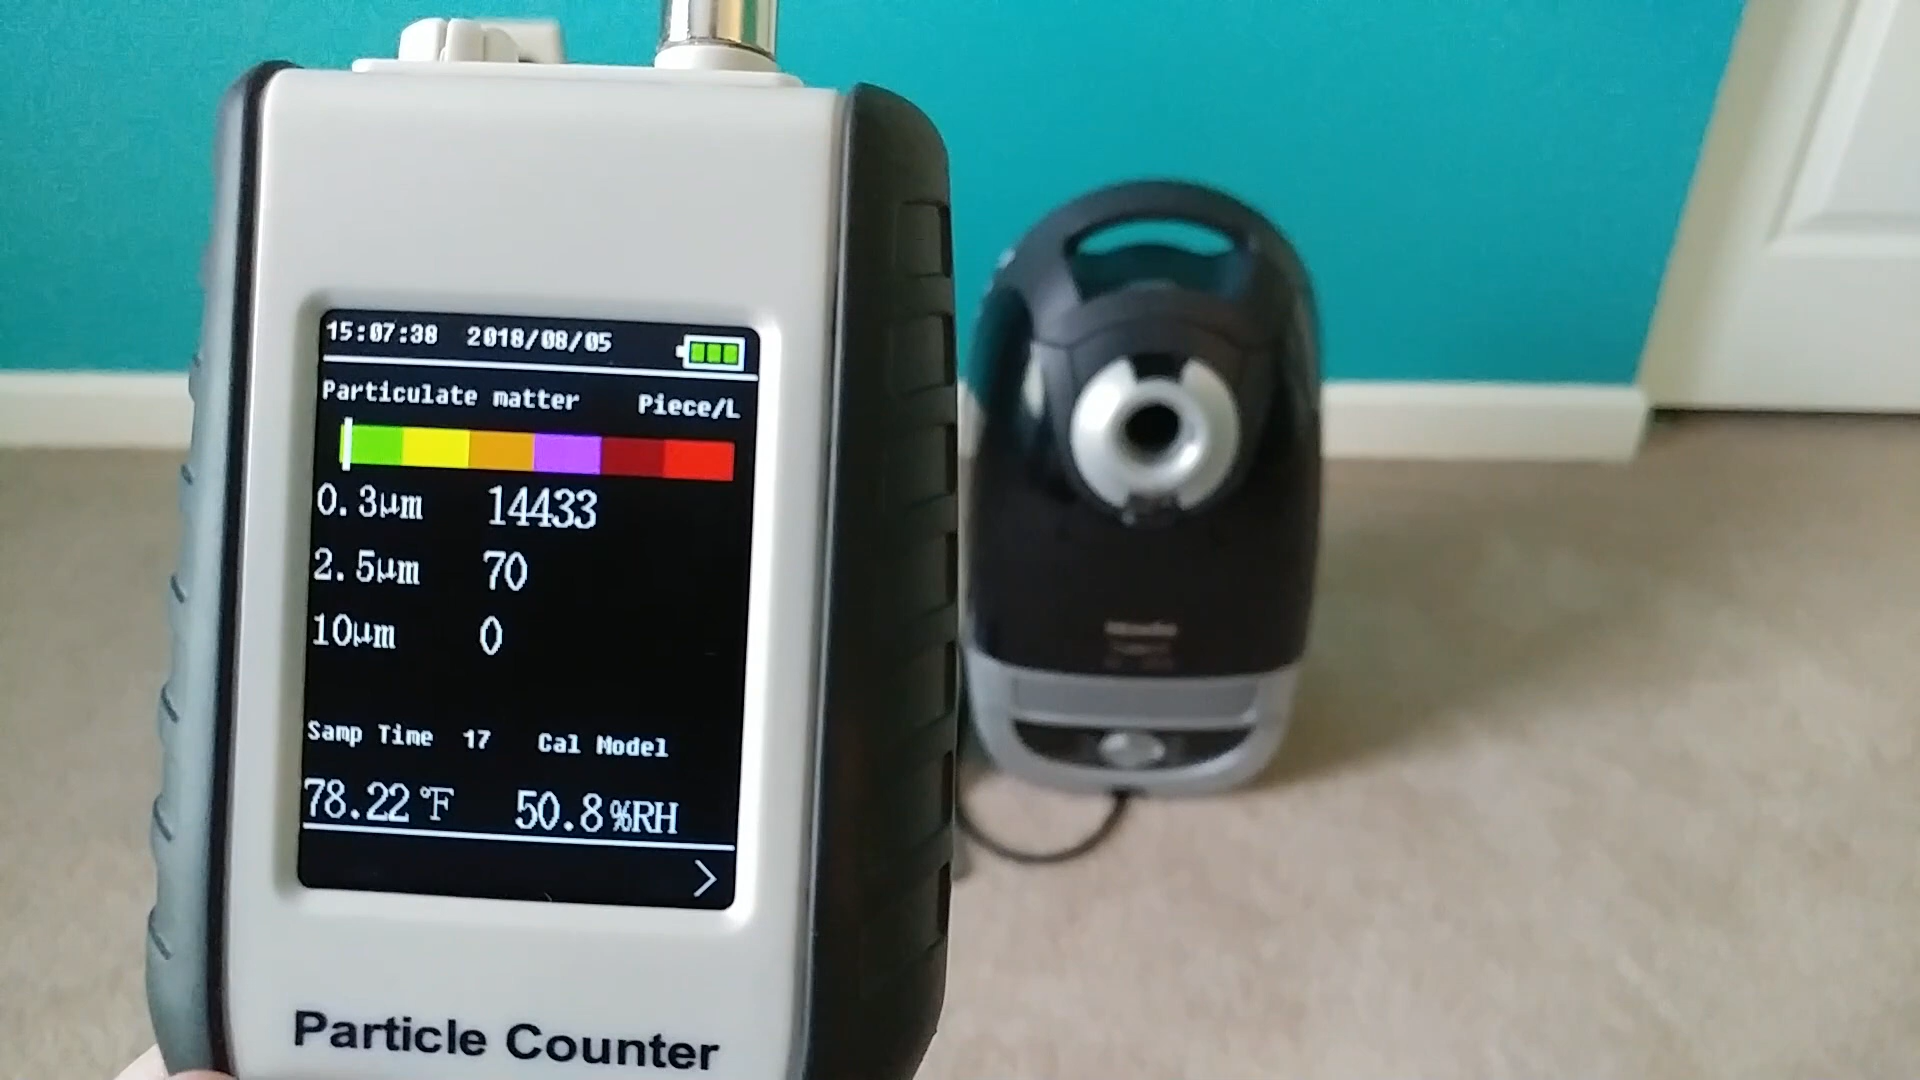 15:07:38 2018/08/05
Particulate matter Piece/L
0.3µm 14433
2.5µm 70
10µm 0
Samp Time 17 Cal Model
78.22°F 50.8%RH
>
Particle Counter